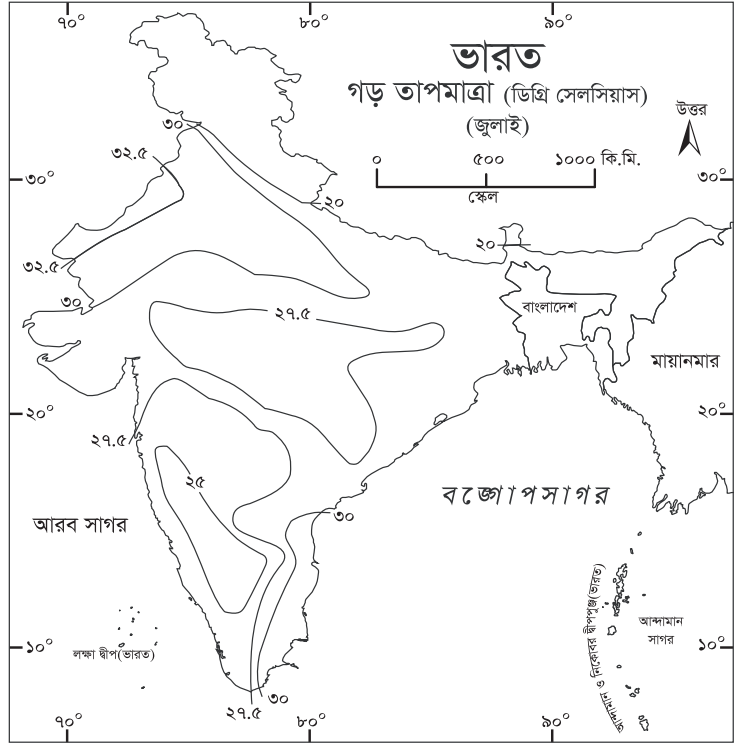 ৭০° ৮০° ৯০°
ভারত
গড় তাপমাত্রা (ডিগ্রি সেলসিয়াস)
(জুলাই)
উত্তর
০ ৫০০ ১০০০ কি.মি.
স্কেল
৩০
৩২.৫
৩০° ৩০°
২০
২০
৩২.৫
৩০
২৭.৫
বাংলাদেশ
মায়ানমার
২০° ২০°
২৭.৫
২৫
বঙ্গোপসাগর
৩০
আরব সাগর
আন্দামান ও নিকোবর দ্বীপপুঞ্জ(ভারত)
আন্দামান
সাগর
১০° ১০°
লক্ষা দ্বীপ(ভারত)
৩০
২৭.৫
৭০° ৮০° ৯০°